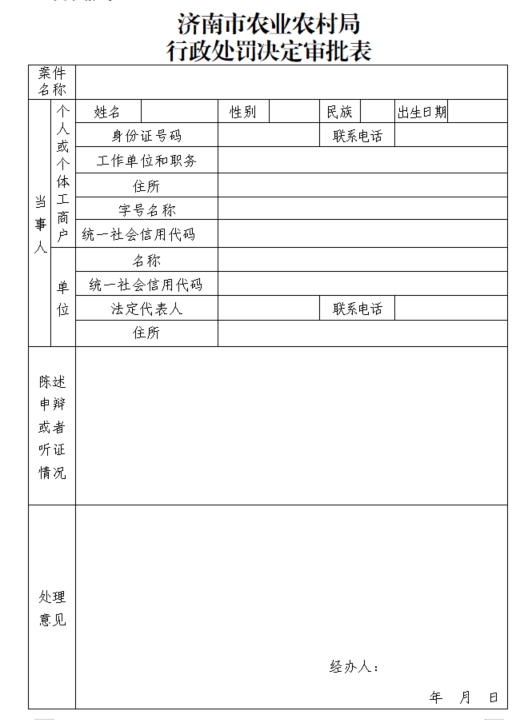 济南市农业农村局
行政处罚决定审批表
案件
名称
当事人
个人或个体工商户
姓名 性别 民族 出生日期
身份证号码 联系电话
工作单位和职务
住所
字号名称
统一社会信用代码
单位
名称
统一社会信用代码
法定代表人 联系电话
住所
陈述
申辩
或者
听证
情况
处理
意见
经办人：
年 月 日